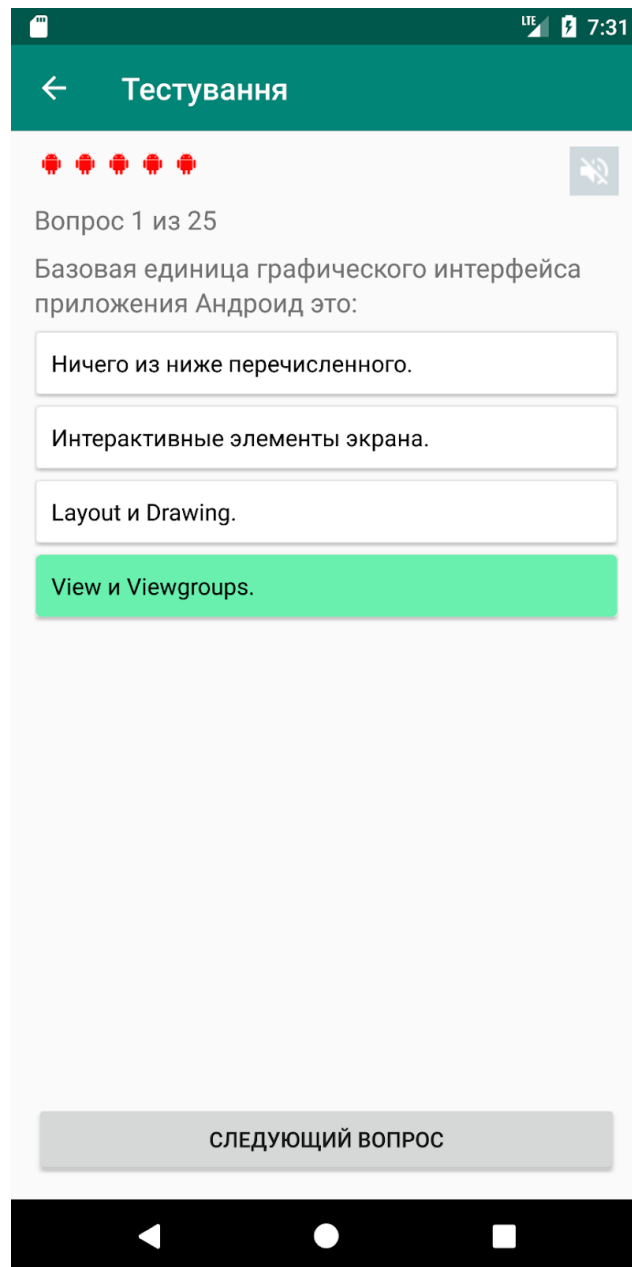 LTE 7:31
Тестування
Вопрос 1 из 25
Базовая единица графического интерфейса
приложения Андроид это:
Ничего из ниже перечисленного.
Интерактивные элементы экрана.
Layout и Drawing.
View и Viewgroups.
СЛЕДУЮЩИЙ ВОПРОС